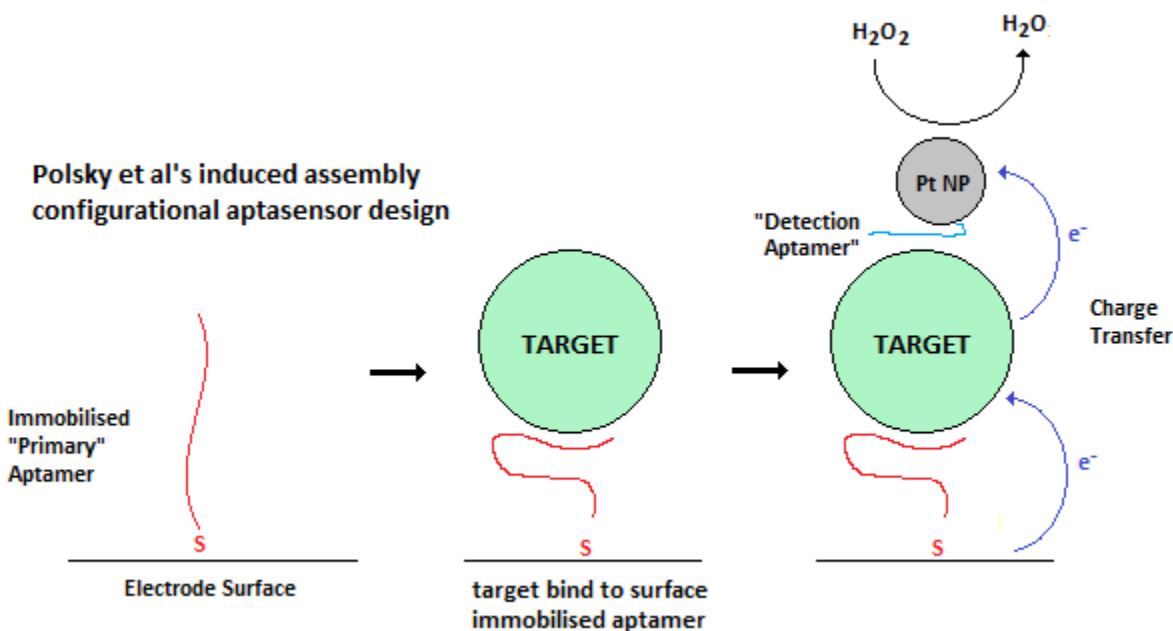 H₂O₂
H₂O
Polsky et al's induced assembly
configurational aptasensor design
Pt NP
"Detection
Aptamer"
e⁻
Charge
Transfer
TARGET
TARGET
Immobilised
"Primary"
Aptamer
e⁻
S
S
S
Electrode Surface
target bind to surface
immobilised aptamer